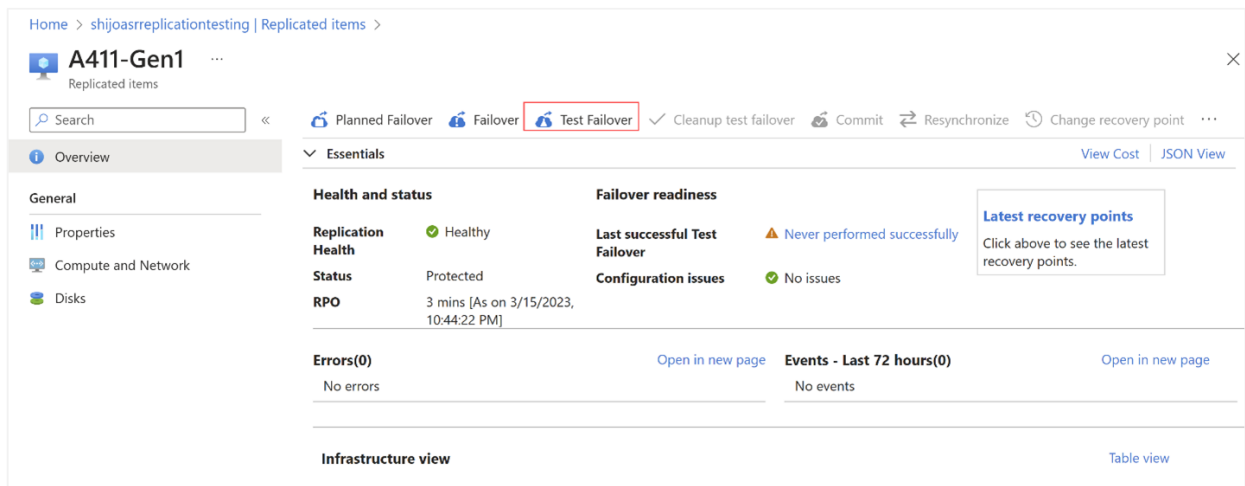 Home > shijoasrreplicationtesting | Replicated items >
A411-Gen1 ...
Replicated items
Search «
Planned Failover Failover Test Failover Cleanup test failover Commit Resynchronize Change recovery point ...
Overview
General
Properties
Compute and Network
Disks
Essentials
View Cost | JSON View
Health and status
Replication Health Healthy
Status Protected
RPO 3 mins [As on 3/15/2023,
10:44:22 PM]
Failover readiness
Last successful Test Never performed successfully
Failover
Configuration issues No issues
Latest recovery points
Click above to see the latest
recovery points.
Errors(0) Open in new page
No errors
Events - Last 72 hours(0) Open in new page
No events
Infrastructure view Table view